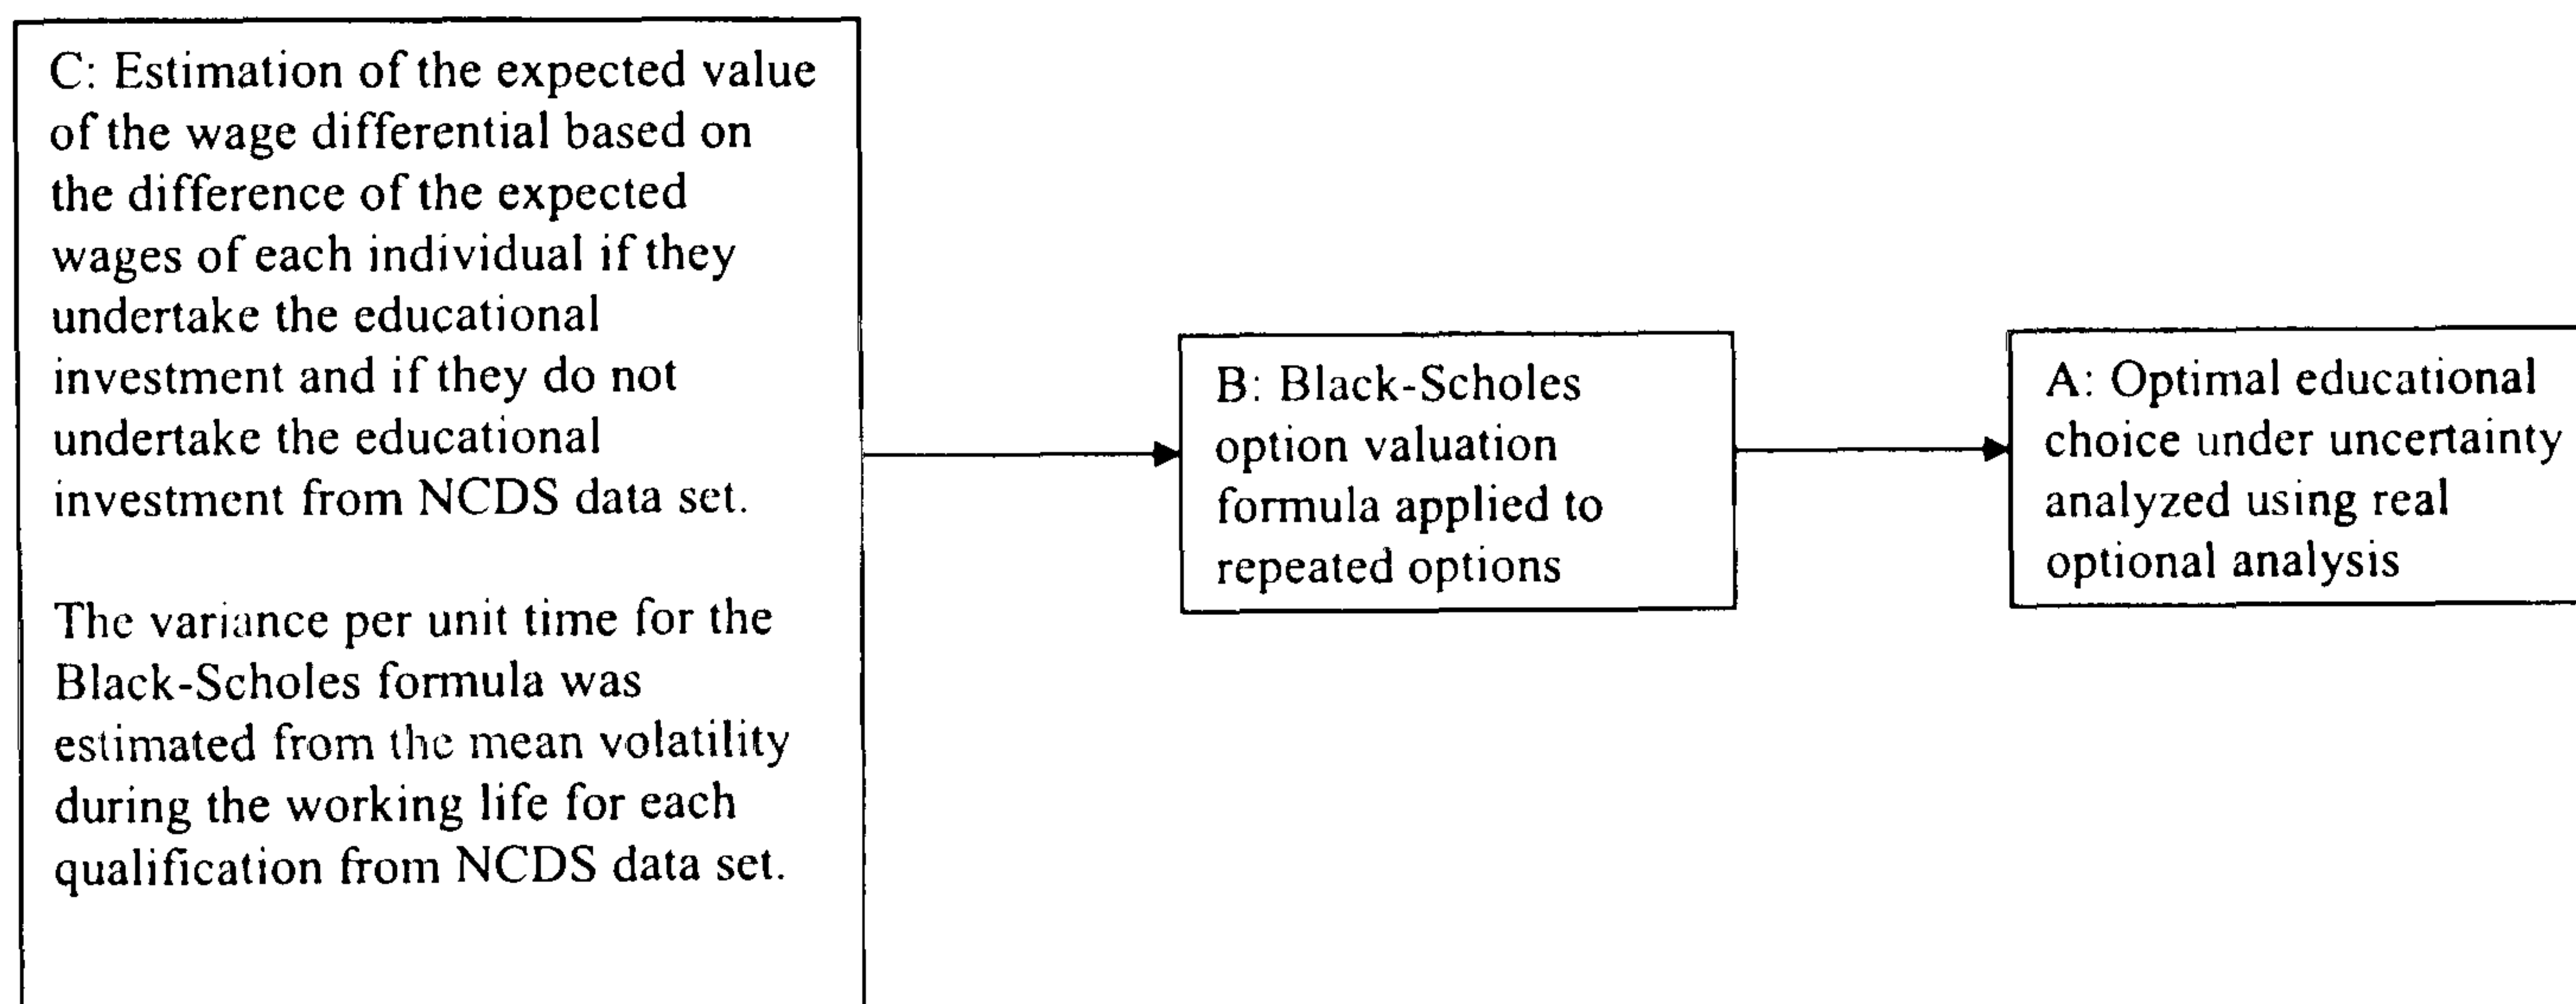 C: Estimation of the expected value
of the wage differential based on
the difference of the expected
wages of each individual if they
undertake the educational
investment and if they do not
undertake the educational
investment from NCDS data set.
The variance per unit time for the
Black-Scholes formula was
estimated from the mean volatility
during the working life for each
qualification from NCDS data set.
B: Black-Scholes
option valuation
formula applied to
repeated options
A: Optimal educational
choice under uncertainty
analyzed using real
optional analysis